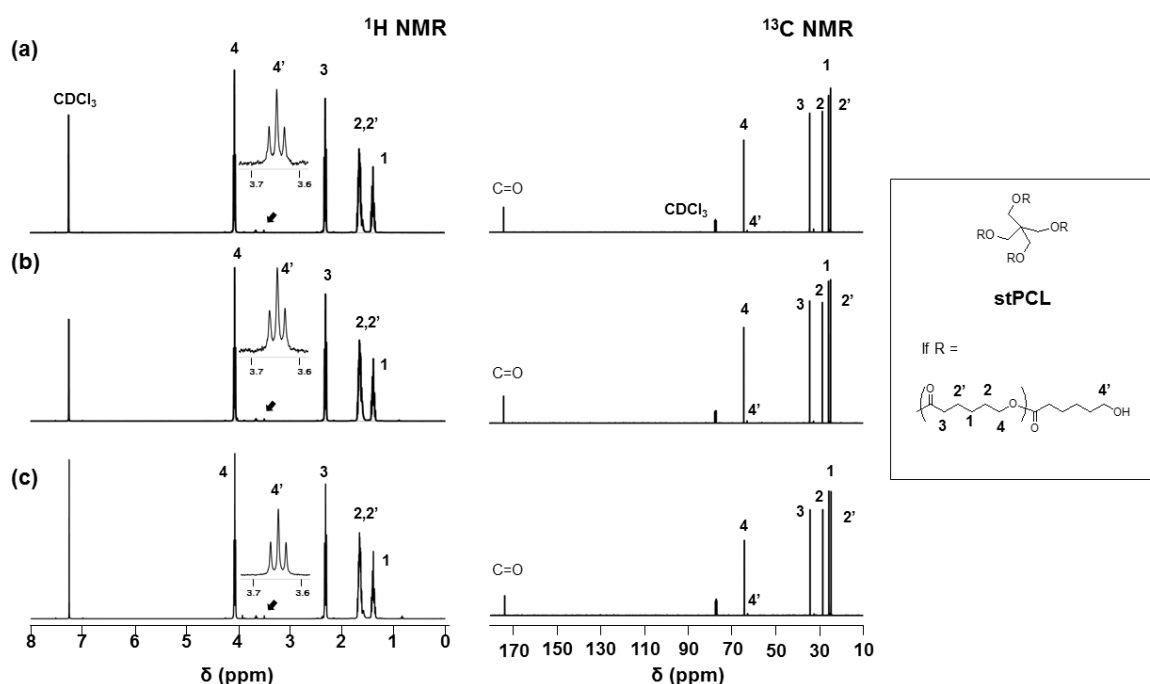 ¹H NMR
¹³C NMR
(a)
CDCl₃
4
4'
3
2,2'
1
3.7
3.6
C=O
CDCl₃
4
4'
3
2
1
2'
(b)
4
4'
3
2,2'
1
3.7
3.6
C=O
4
4'
3
2
1
2'
(c)
4
4'
3
2,2'
1
3.7
3.6
C=O
4
4'
3
2
1
2'
8 7 6 5 4 3 2 1 0
δ (ppm)
170 150 130 110 90 70 50 30 10
δ (ppm)
OR
RO
OR
OR
stPCL
If R =
O
2'
2
4'
O
OH
3
1
4
O